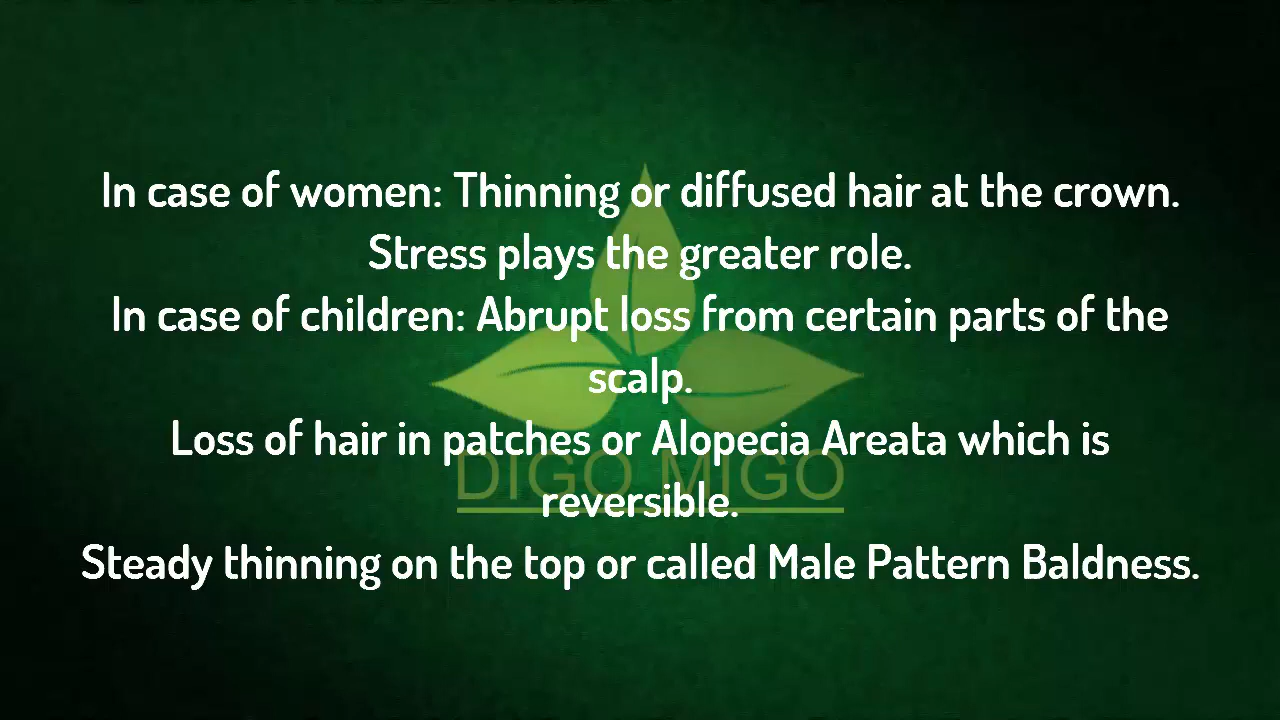 In case of women: Thinning or diffused hair at the crown.
Stress plays the greater role.
In case of children: Abrupt loss from certain parts of the
scalp.
Loss of hair in patches or Alopecia Areata which is
reversible.
Steady thinning on the top or called Male Pattern Baldness.
DIGO MIGO